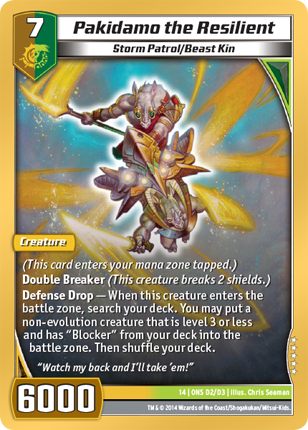 7
Pakidamo the Resilient
Storm Patrol/Beast Kin
Creature
(This card enters your mana zone tapped.)
Double Breaker (This creature breaks 2 shields.)
Defense Drop — When this creature enters the
battle zone, search your deck. You may put a
non-evolution creature that is level 3 or less
and has "Blocker" from your deck into the
battle zone. Then shuffle your deck.
"Watch my back and I'll take 'em!"
6000
14 | ONS D2/D3 | Illus. Chris Seaman
TM & © 2014 Wizards of the Coast/Shogakukan/Mitsui-Kids.